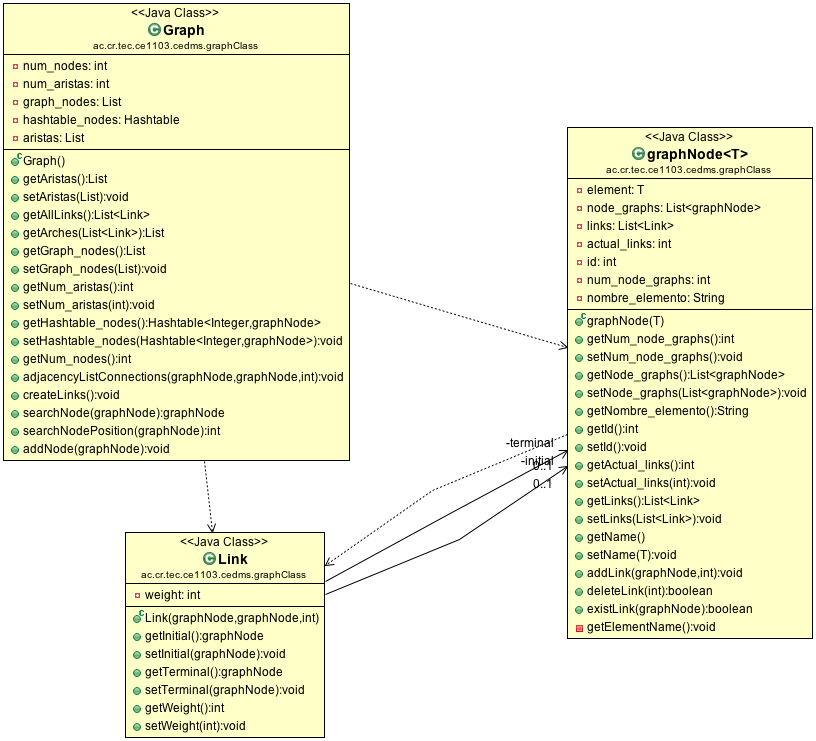 <<Java Class>>
Graph
ac.cr.tec.ce1103.cedms.graphClass
num_nodes: int
num_aristas: int
graph_nodes: List
hashtable_nodes: Hashtable
aristas: List
Graph()
getAristas():List
setAristas(List):void
getAllLinks():List<Link>
getArches(List<Link>):List
getGraph_nodes():List
setGraph_nodes(List):void
getNum_aristas():int
setNum_aristas(int):void
getHashtable_nodes():Hashtable<Integer,graphNode>
setHashtable_nodes(Hashtable<Integer,graphNode>):void
getNum_nodes():int
adjacencyListConnections(graphNode,graphNode,int):void
createLinks():void
searchNode(graphNode):graphNode
searchNodePosition(graphNode):int
addNode(graphNode):void
<<Java Class>>
graphNode<T>
ac.cr.tec.ce1103.cedms.graphClass
element: T
node_graphs: List<graphNode>
links: List<Link>
actual_links: int
id: int
num_node_graphs: int
nombre_elemento: String
graphNode(T)
getNum_node_graphs():int
setNum_node_graphs():void
getNode_graphs():List<graphNode>
setNode_graphs(List<graphNode>):void
getNombre_elemento():String
getId():int
setId():void
getActual_links():int
setActual_links(int):void
getLinks():List<Link>
setLinks(List<Link>):void
getName()
setName(T):void
addLink(graphNode,int):void
deleteLink(int):boolean
existLink(graphNode):boolean
getElementName():void
-terminal
-initial
0..1
0..1
<<Java Class>>
Link
ac.cr.tec.ce1103.cedms.graphClass
weight: int
Link(graphNode,graphNode,int)
getInitial():graphNode
setInitial(graphNode):void
getTerminal():graphNode
setTerminal(graphNode):void
getWeight():int
setWeight(int):void